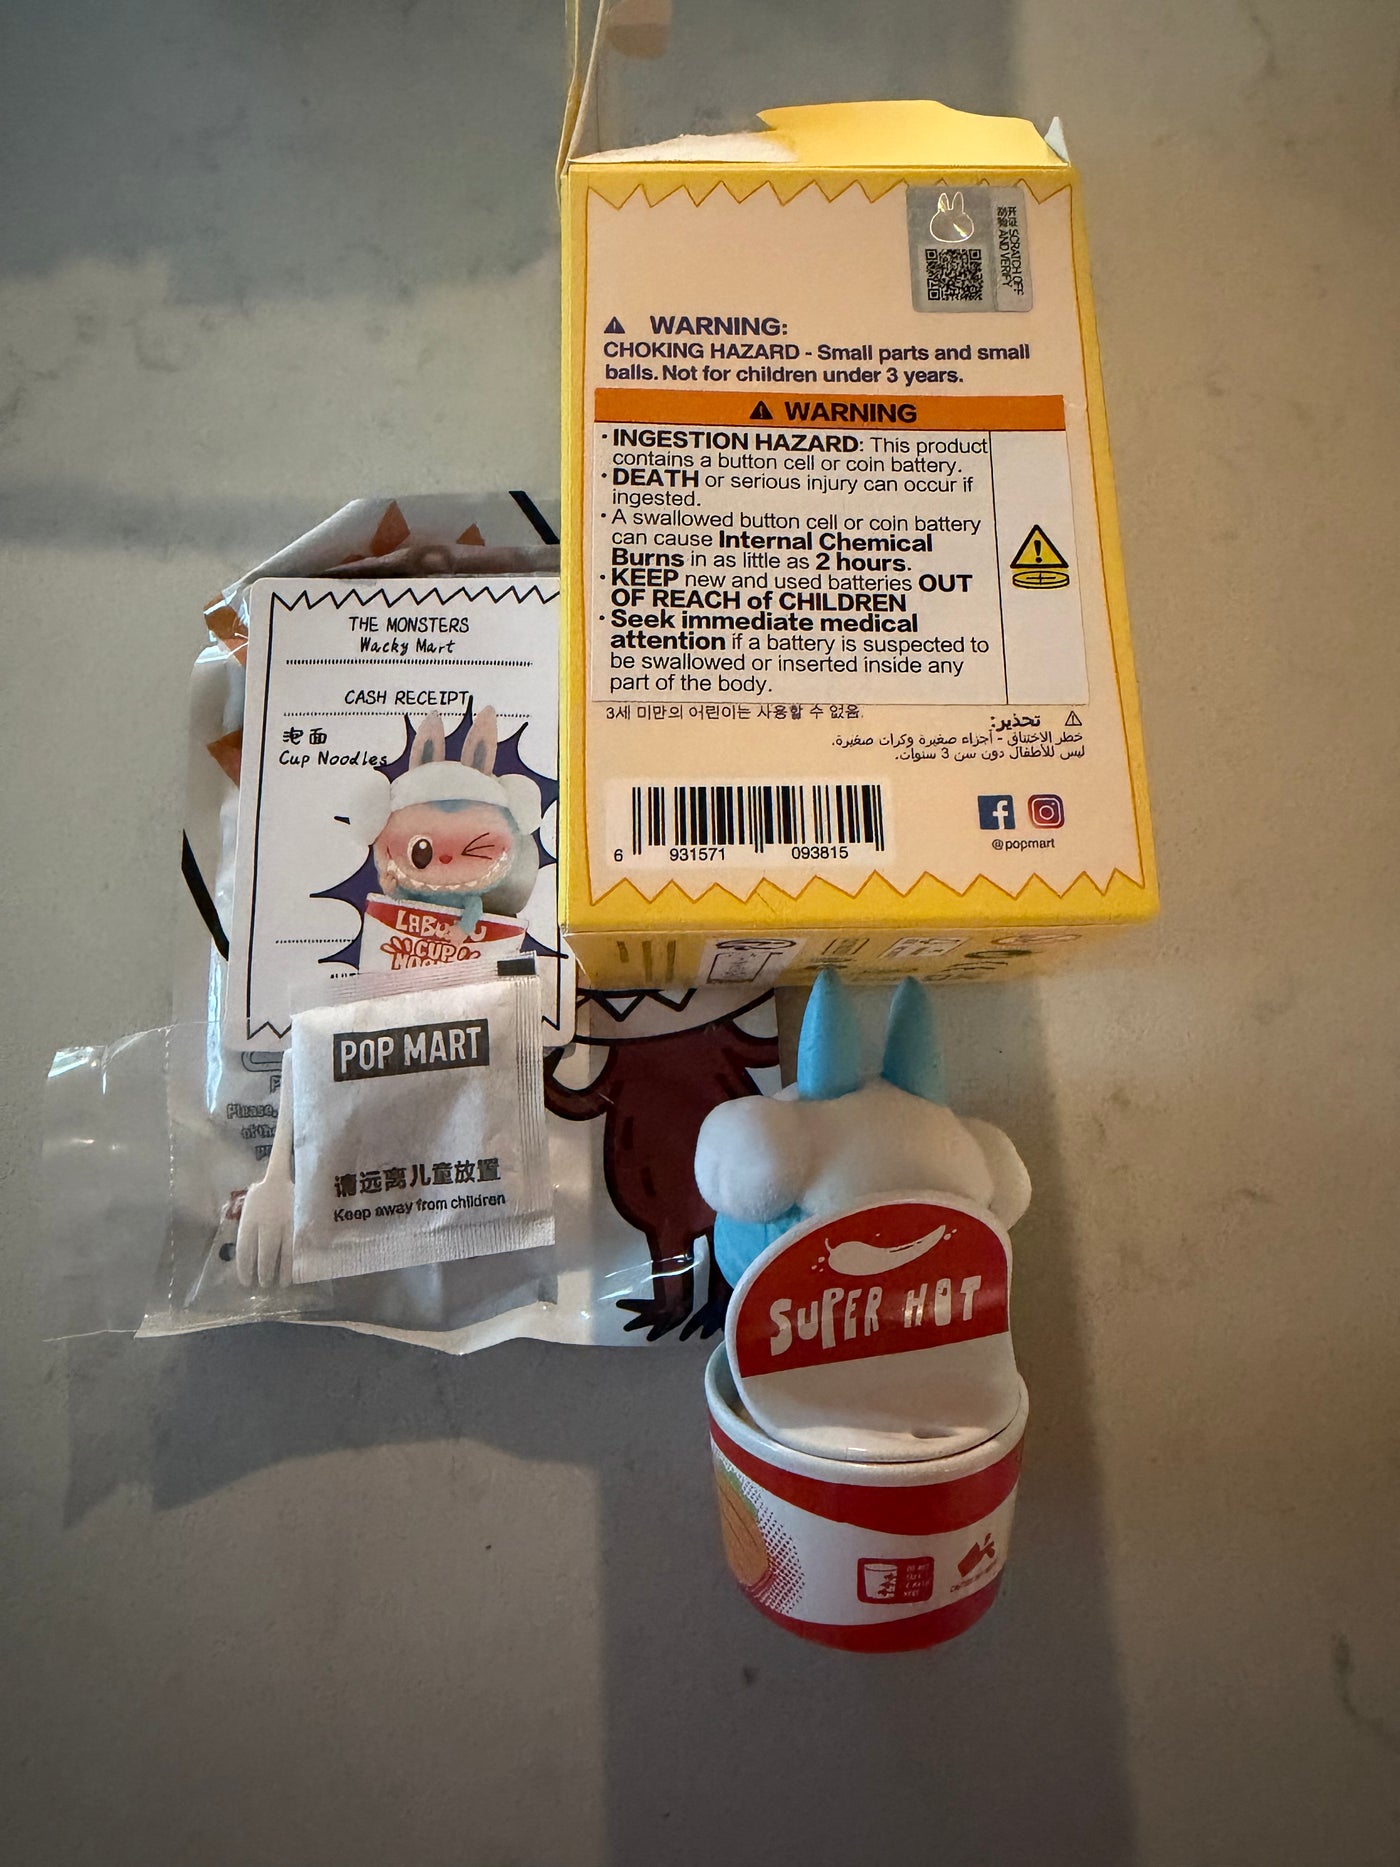 SCRATCH OFF
AND VERIFY
WARNING:
CHOKING HAZARD - Small parts and small
balls. Not for children under 3 years.
WARNING
· INGESTION HAZARD: This product
contains a button cell or coin battery.
· DEATH or serious injury can occur if
ingested.
· A swallowed button cell or coin battery
can cause Internal Chemical
Burns in as little as 2 hours.
· KEEP new and used batteries OUT
OF REACH of CHILDREN
· Seek immediate medical
attention if a battery is suspected to
be swallowed or inserted inside any
part of the body.
3세 미만의 어린이는 사용할 수 없음.
تحذير:
خطر الاختناق - أجزاء صغيرة وكرات صغيرة.
ليس للأطفال دون سن 3 سنوات.
6 931571 093815
@popmart
THE MONSTERS
Wacky Mart
CASH RECEIPT
泡面
Cup Noodles
LABUBU
CUP
POP MART
请远离儿童放置
Keep away from children
Please
of the
SUPER HOT